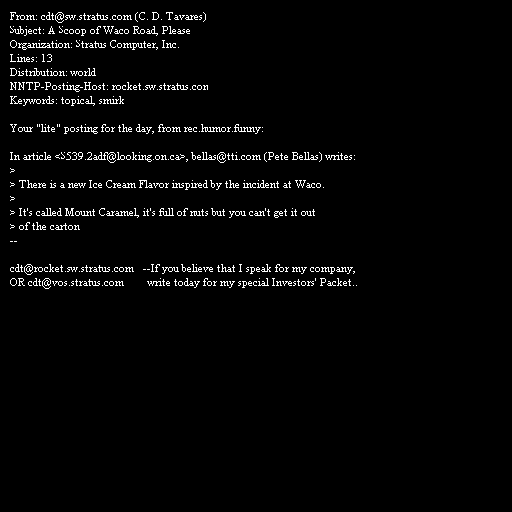 From: cdt@sw.stratus.com (C. D. Tavares)
Subject: A Scoop of Waco Road, Please
Organization: Stratus Computer, Inc.
Lines: 13
Distribution: world
NNTP-Posting-Host: rocket.sw.stratus.com
Keywords: topical, smirk

Your "lite" posting for the day, from rec.humor.funny:

In article <S539.2adf@looking.on.ca>, bellas@tti.com (Pete Bellas) writes:
>
> There is a new Ice Cream Flavor inspired by the incident at Waco.
>
> It's called Mount Caramel, it's full of nuts but you can't get it out
> of the carton
--

cdt@rocket.sw.stratus.com --If you believe that I speak for my company,
OR cdt@vos.stratus.com write today for my special Investors' Packet..